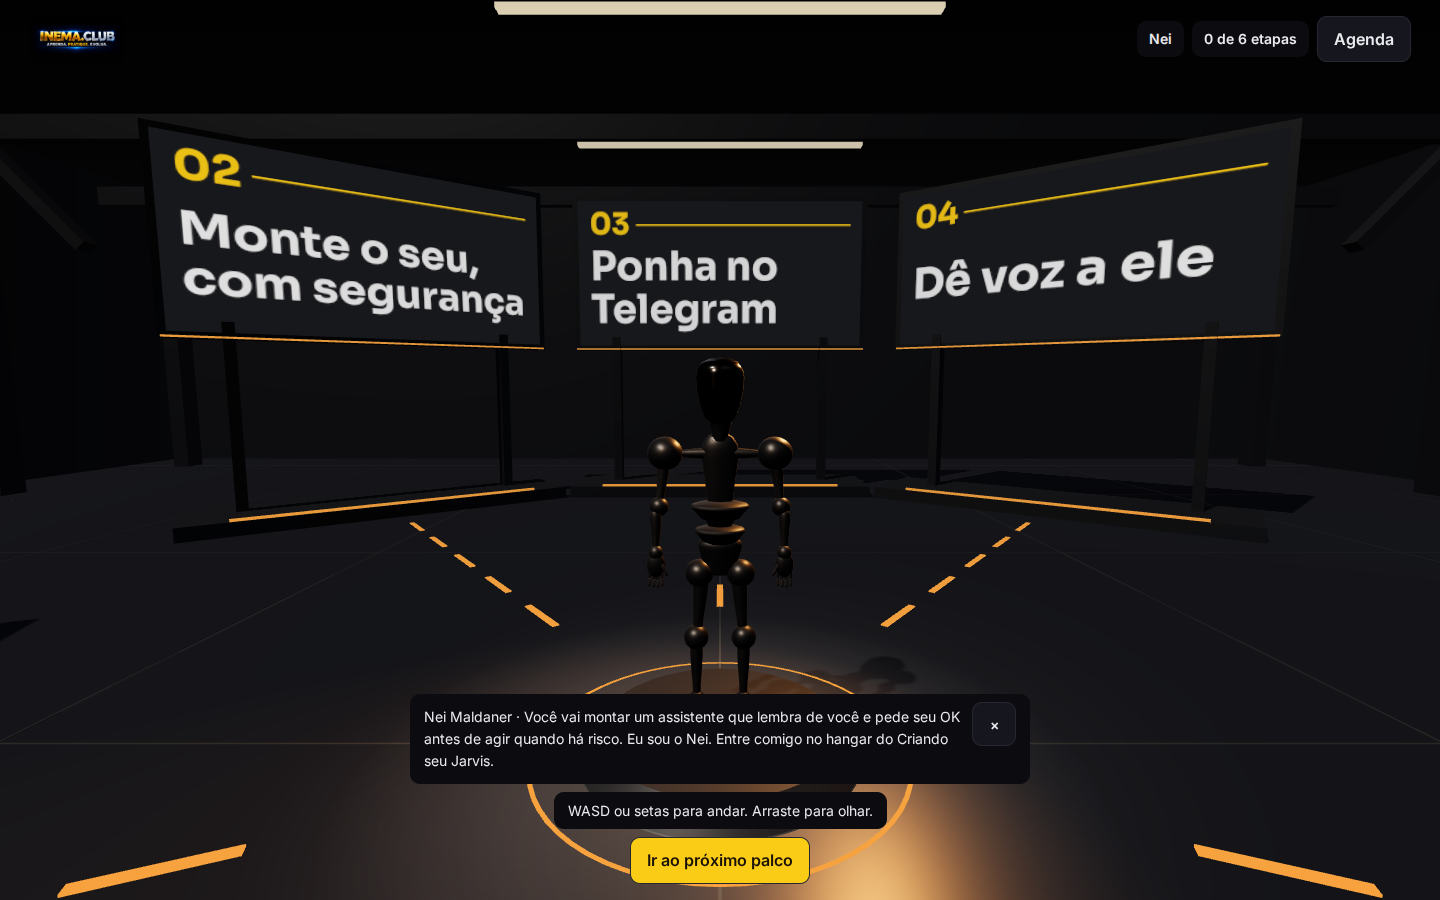 INEMA.CLUB
APRENDA. PRATIQUE. EVOLUA.
Nei
0 de 6 etapas
Agenda
02
Monte o seu,
com segurança
03
Ponha no
Telegram
04
Dê voz a ele
Nei Maldaner · Você vai montar um assistente que lembra de você e pede seu OK
antes de agir quando há risco. Eu sou o Nei. Entre comigo no hangar do Criando
seu Jarvis.
×
WASD ou setas para andar. Arraste para olhar.
Ir ao próximo palco